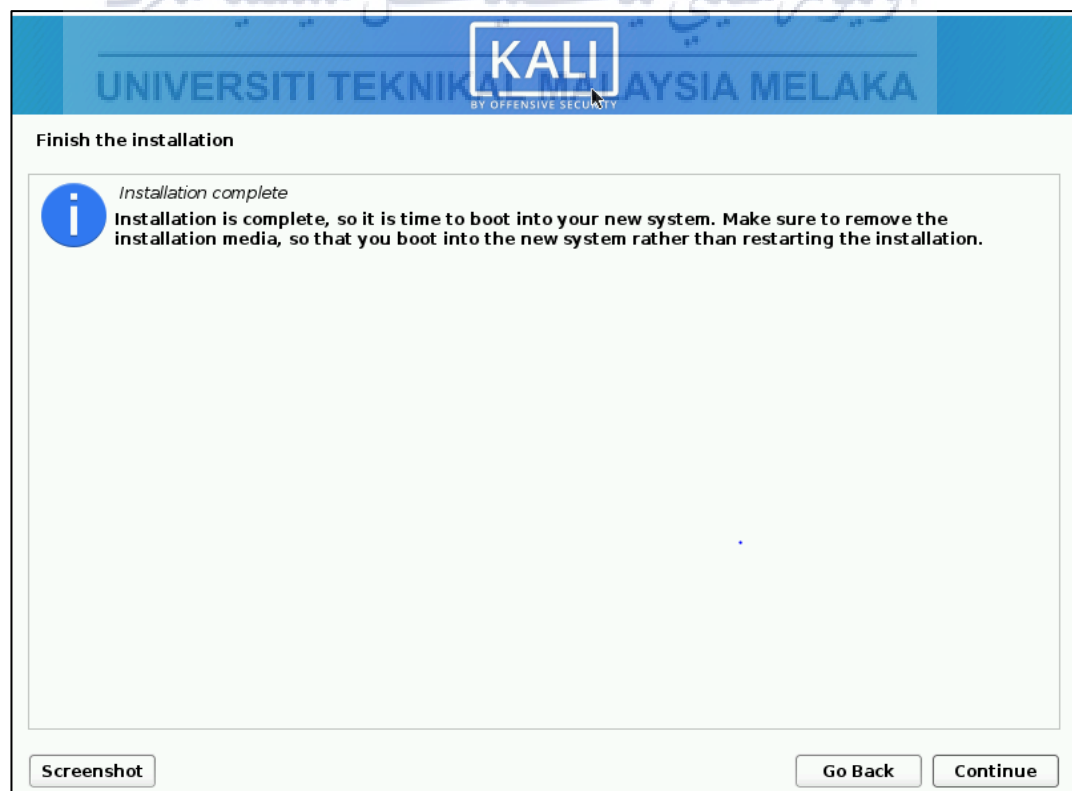 UNIVERSITI TEKNIKAL MALAYSIA MELAKA
KALI
BY OFFENSIVE SECURITY
Finish the installation
Installation complete
Installation is complete, so it is time to boot into your new system. Make sure to remove the
installation media, so that you boot into the new system rather than restarting the installation.
Screenshot
Go Back
Continue